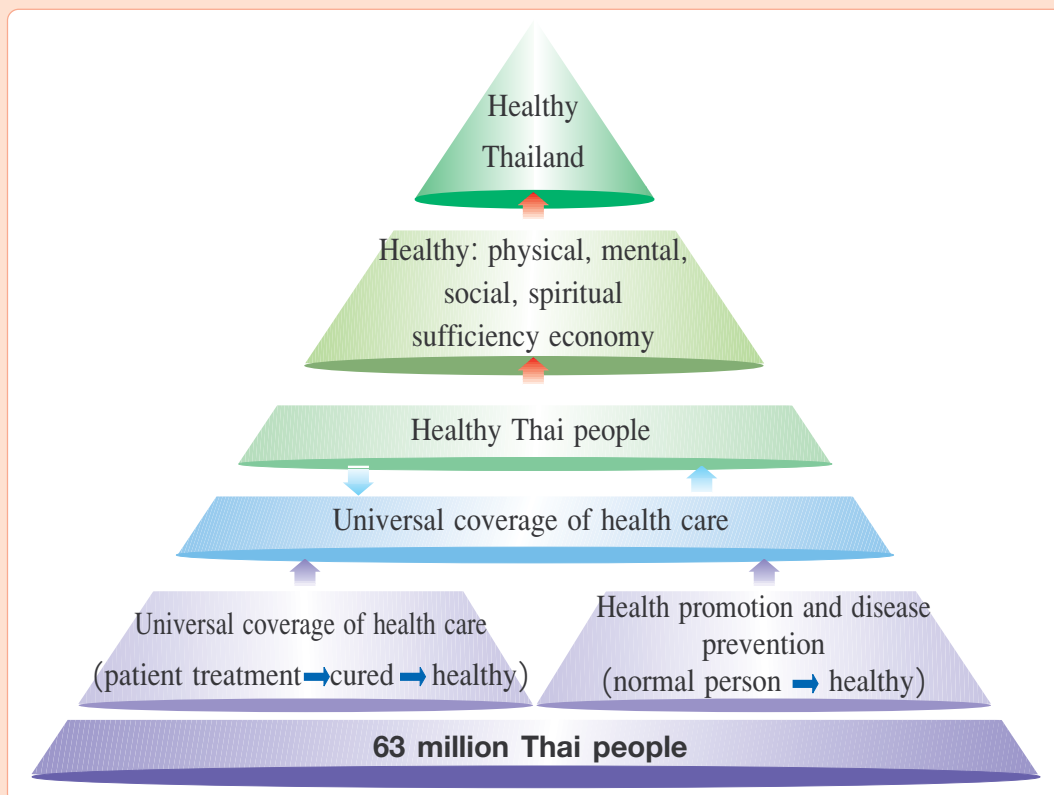 Healthy
Thailand
Healthy: physical, mental,
social, spiritual
sufficiency economy
Healthy Thai people
Universal coverage of health care
Universal coverage of health care
(patient treatment➡cured ➡ healthy)
Health promotion and disease
prevention
(normal person ➡ healthy)
63 million Thai people